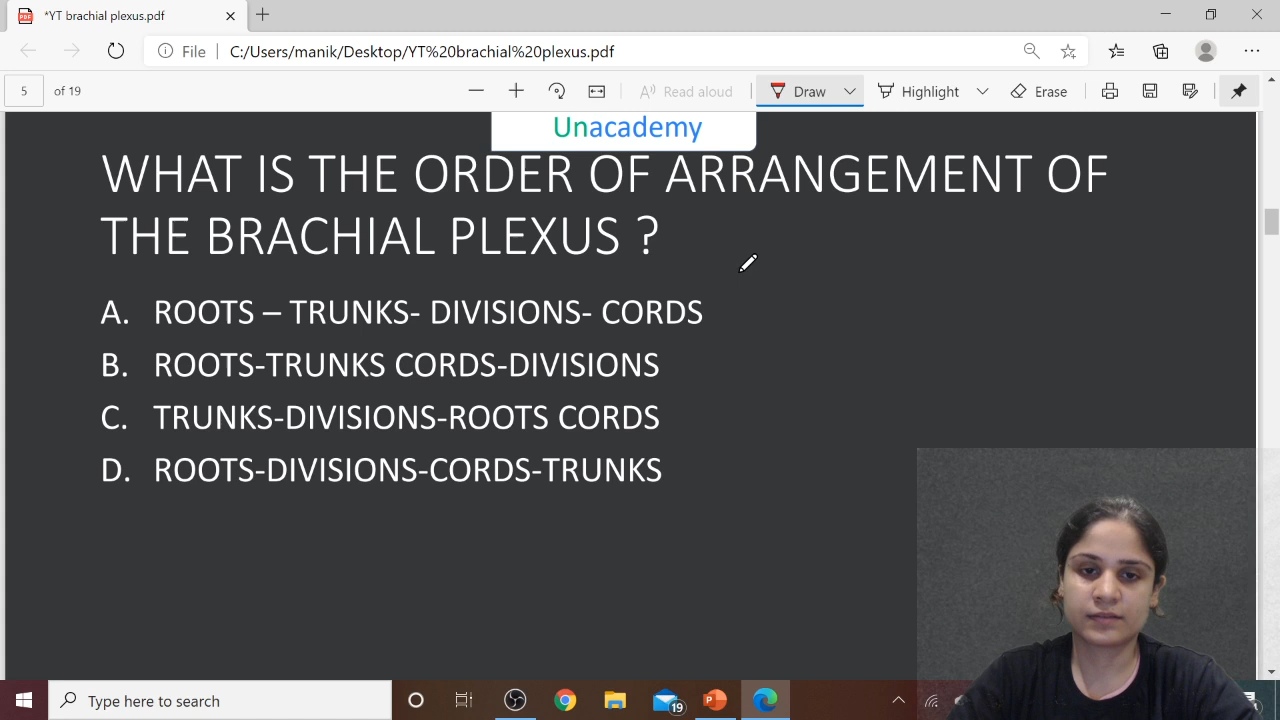 *YT brachial plexus.pdf
File
C:/Users/manik/Desktop/YT%20brachial%20plexus.pdf
5 of 19
Read aloud
Draw
Highlight
Erase
Unacademy
WHAT IS THE ORDER OF ARRANGEMENT OF
THE BRACHIAL PLEXUS ?
A. ROOTS – TRUNKS- DIVISIONS- CORDS
B. ROOTS-TRUNKS CORDS-DIVISIONS
C. TRUNKS-DIVISIONS-ROOTS CORDS
D. ROOTS-DIVISIONS-CORDS-TRUNKS
Type here to search
19